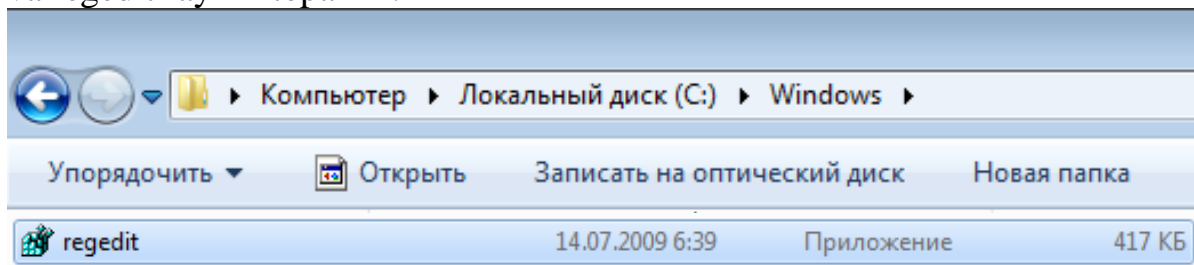 Компьютер Локальный диск (C:) Windows
Упорядочить Открыть Записать на оптический диск Новая папка
regedit 14.07.2009 6:39 Приложение 417 КБ